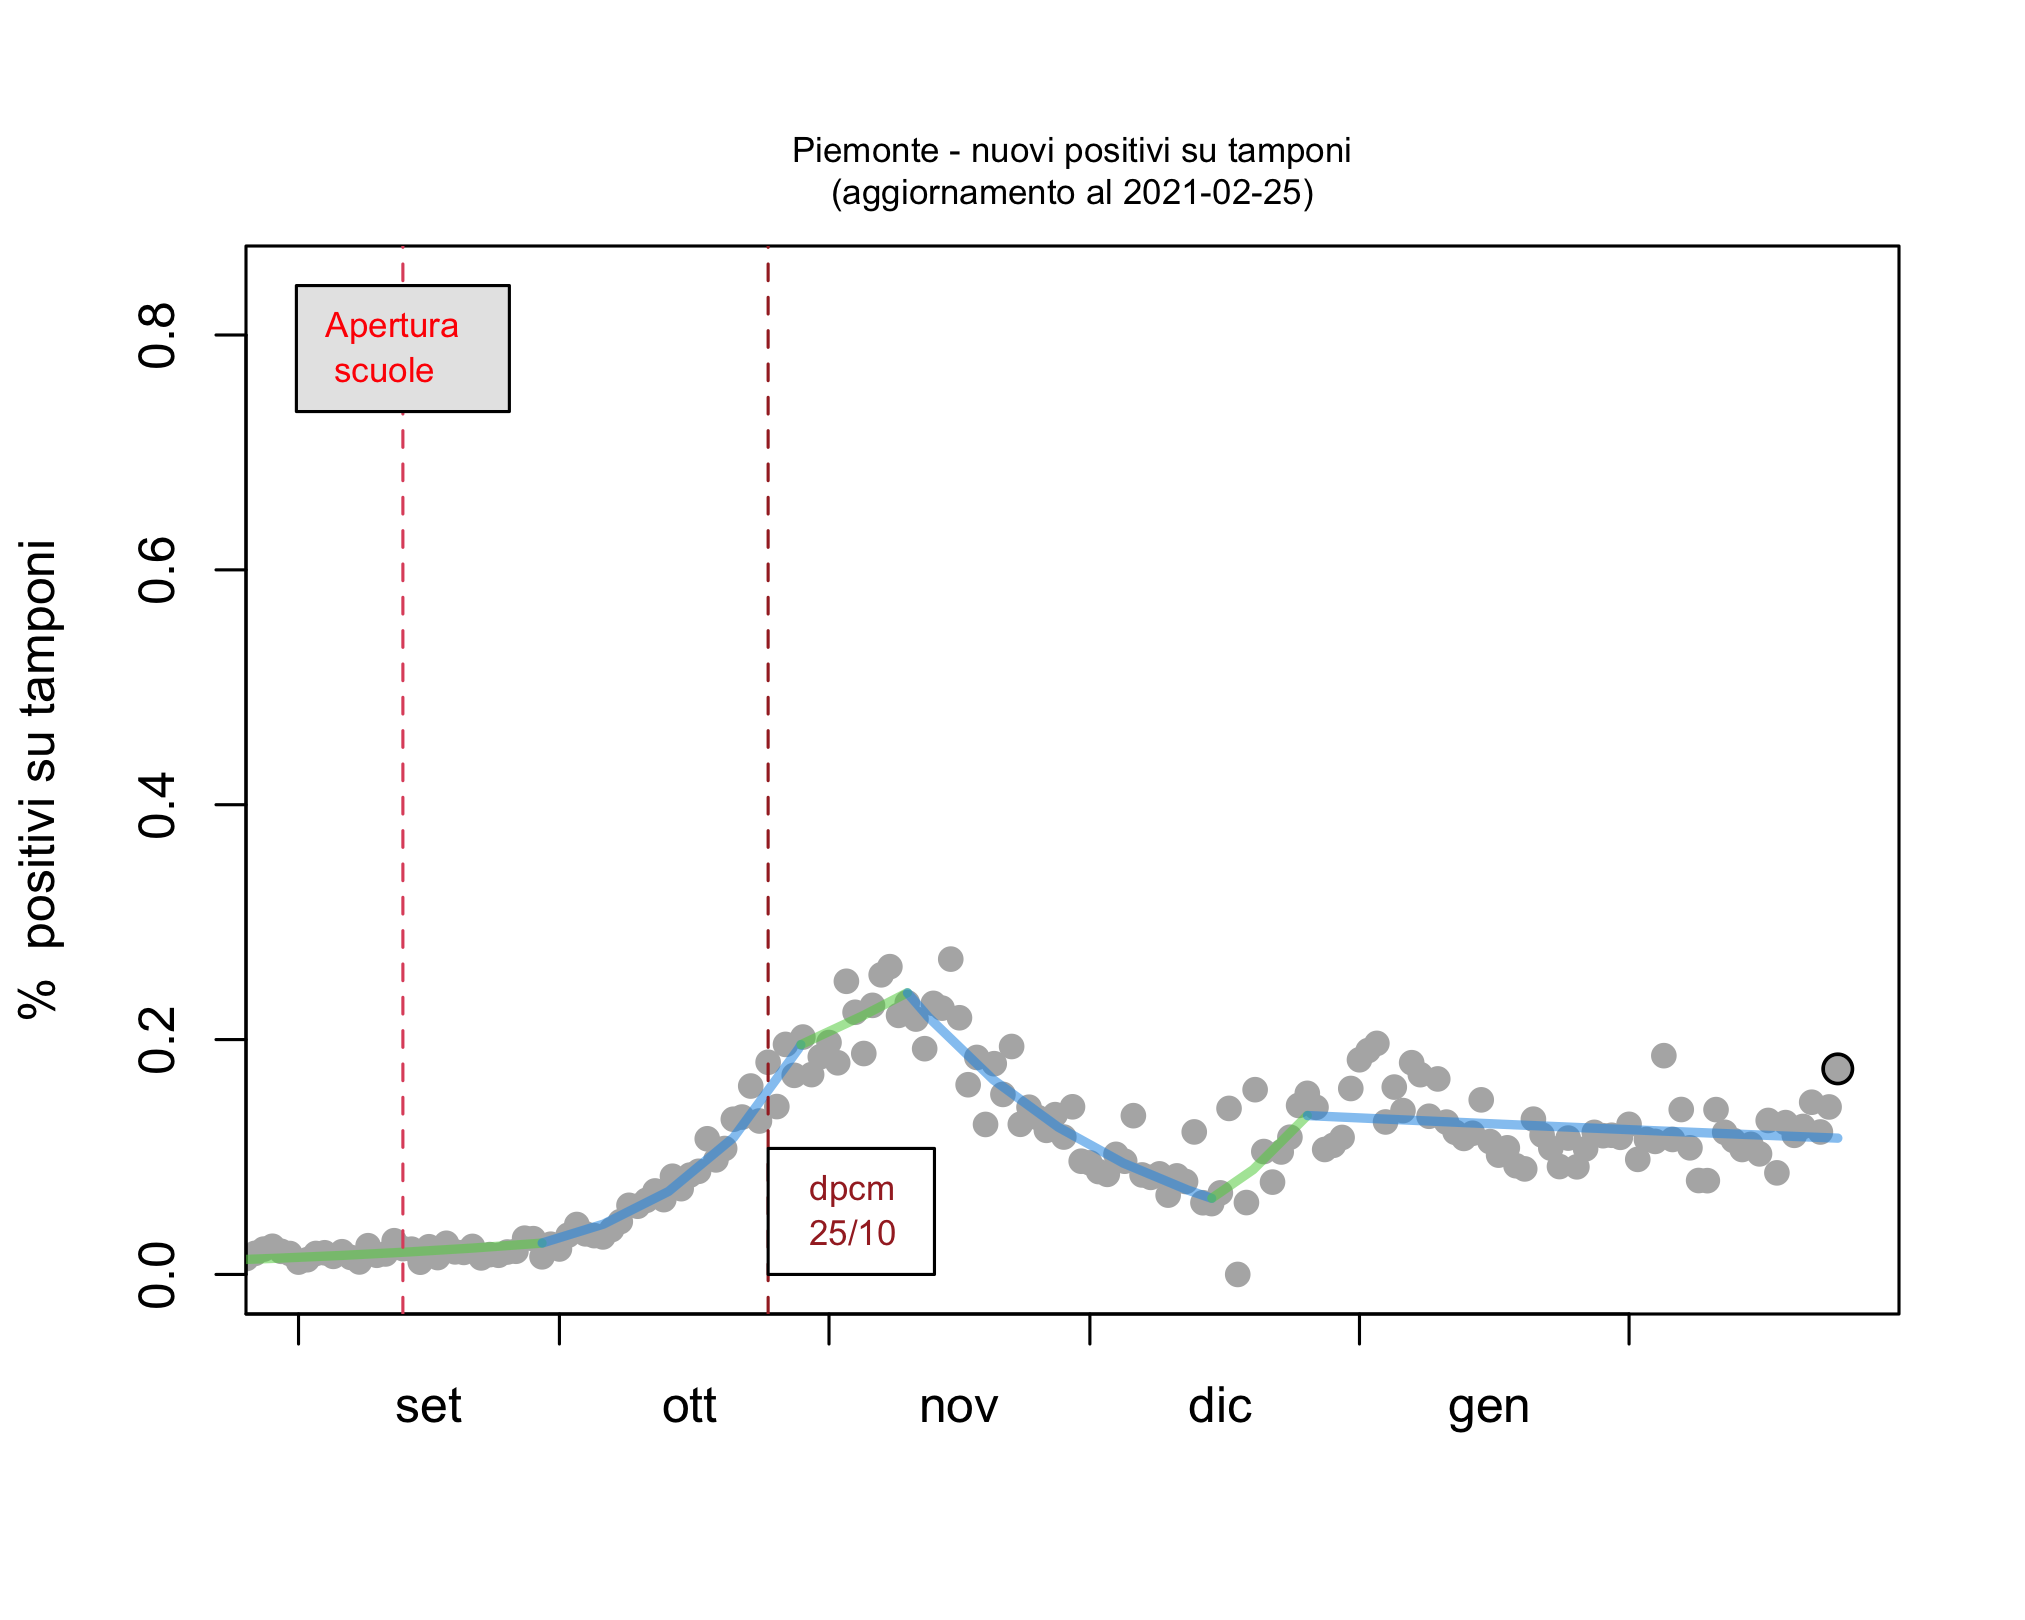 Piemonte - nuovi positivi su tamponi
(aggiornamento al 2021-02-25)
% positivi su tamponi
0.8
0.6
0.4
0.2
0.0
Apertura
scuole
dpcm
25/10
set ott nov dic gen